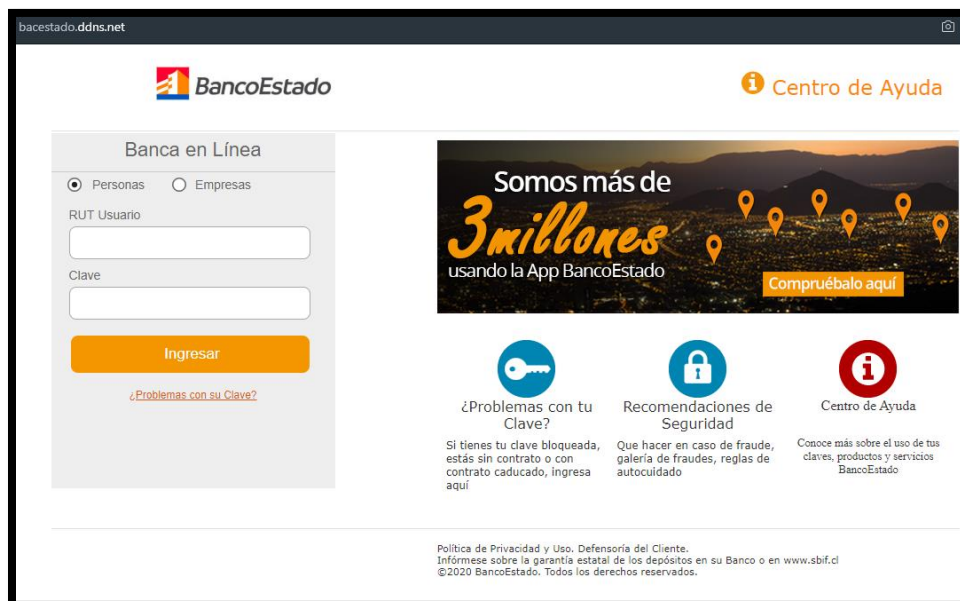 bacestado.ddns.net
BancoEstado
Centro de Ayuda
Banca en Línea
Personas
Empresas
RUT Usuario
Clave
Ingresar
¿Problemas con su Clave?
Somos más de
3millones
usando la App BancoEstado
Compruébalo aquí
¿Problemas con tu
Clave?
Si tienes tu clave bloqueada,
estás sin contrato o con
contrato caducado, ingresa
aquí
Recomendaciones de
Seguridad
Que hacer en caso de fraude,
galería de fraudes, reglas de
autocuidado
Centro de Ayuda
Conoce más sobre el uso de tus
claves, productos y servicios
BancoEstado
Política de Privacidad y Uso. Defensoría del Cliente.
Infórmese sobre la garantía estatal de los depósitos en su Banco o en www.sbif.cl
©2020 BancoEstado. Todos los derechos reservados.